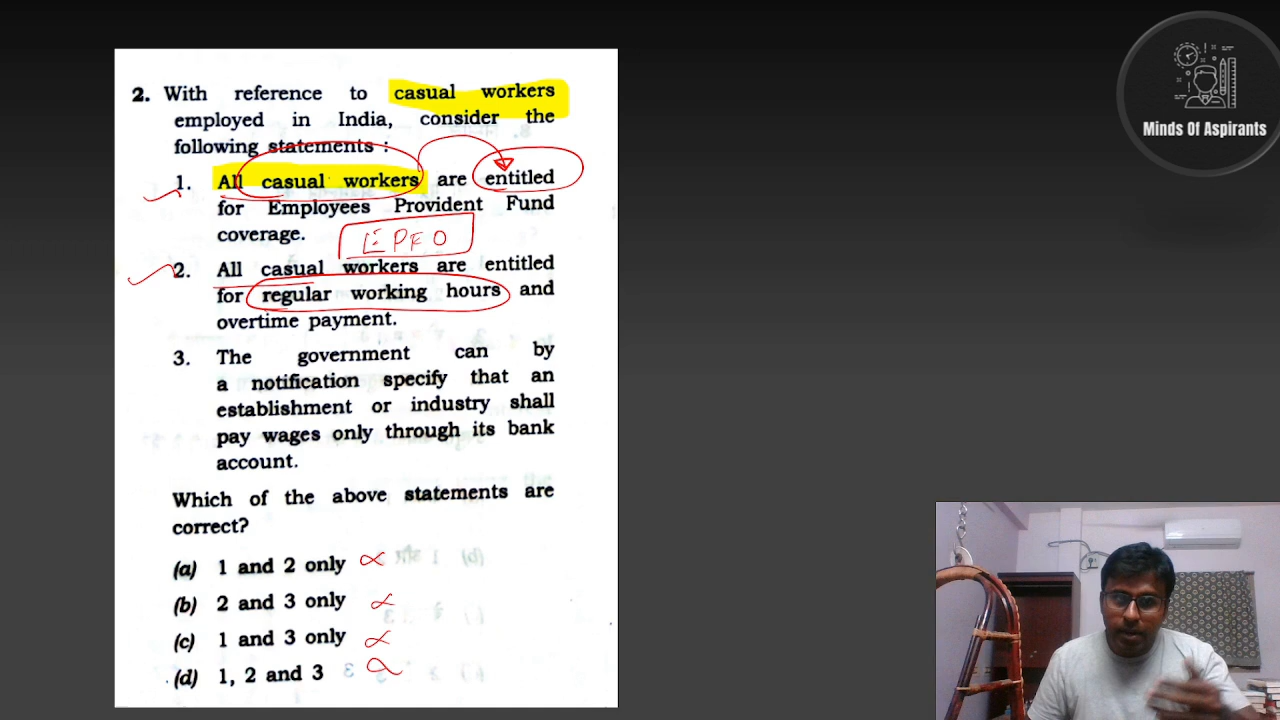 Minds Of Aspirants
2. With reference to casual workers
employed in India, consider the
following statements :
1. All casual workers are entitled
for Employees Provident Fund
coverage.
EPFO
2. All casual workers are entitled
for regular working hours and
overtime payment.
3. The government can by
a notification specify that an
establishment or industry shall
pay wages only through its bank
account.
Which of the above statements are
correct?
(a) 1 and 2 only
(b) 2 and 3 only
(c) 1 and 3 only
(d) 1, 2 and 3